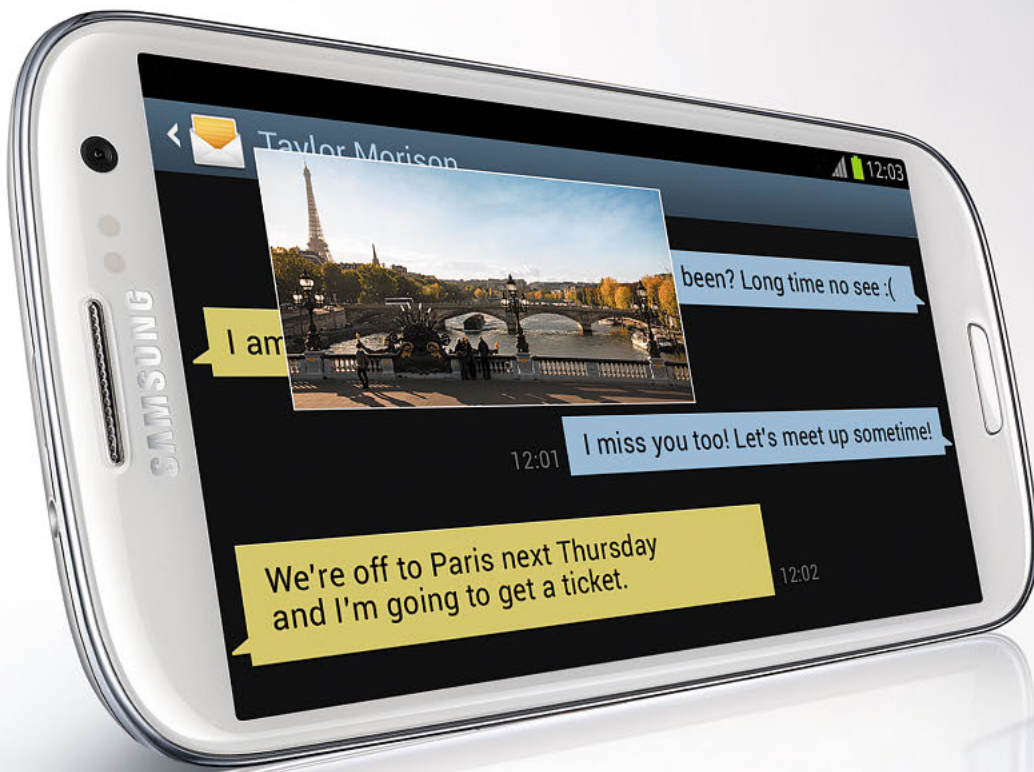 SAMSUNG
Taylor Morison
12:03
been? Long time no see :(
I am
I miss you too! Let's meet up sometime!
12:01
We're off to Paris next Thursday
and I'm going to get a ticket.
12:02